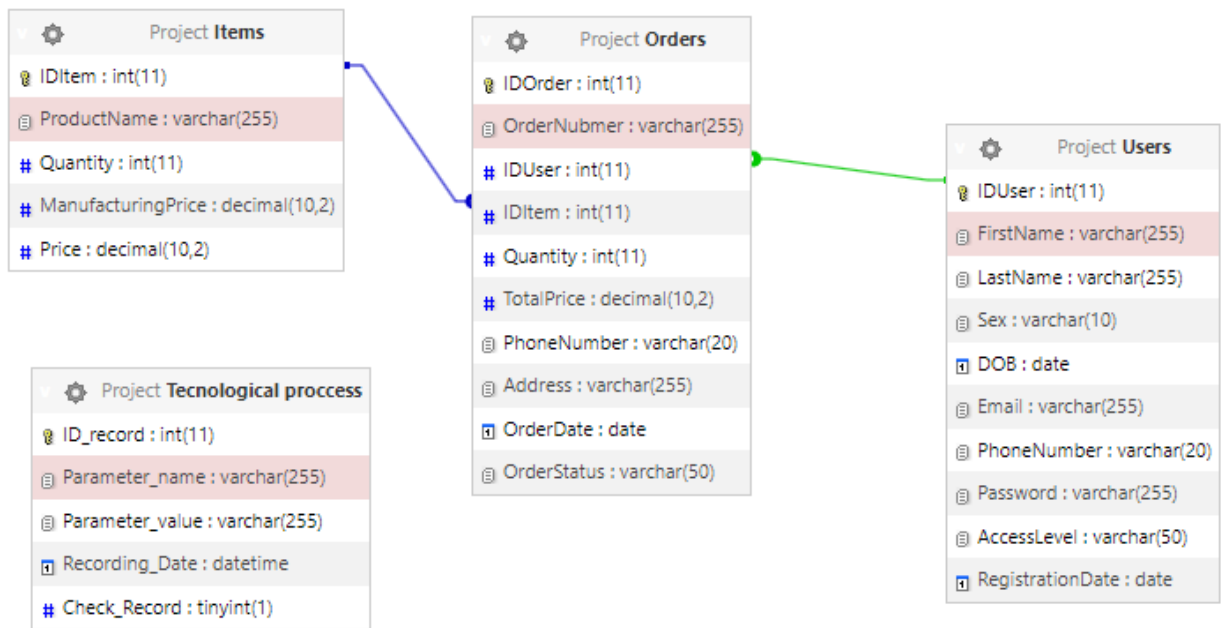 Project Items
IDItem : int(11)
ProductName : varchar(255)
Quantity : int(11)
ManufacturingPrice : decimal(10,2)
Price : decimal(10,2)
Project Orders
IDOrder : int(11)
OrderNubmer : varchar(255)
IDUser : int(11)
IDItem : int(11)
Quantity : int(11)
TotalPrice : decimal(10,2)
PhoneNumber : varchar(20)
Address : varchar(255)
OrderDate : date
OrderStatus : varchar(50)
Project Users
IDUser : int(11)
FirstName : varchar(255)
LastName : varchar(255)
Sex : varchar(10)
DOB : date
Email : varchar(255)
PhoneNumber : varchar(20)
Password : varchar(255)
AccessLevel : varchar(50)
RegistrationDate : date
Project Tecnological proccess
ID_record : int(11)
Parameter_name : varchar(255)
Parameter_value : varchar(255)
Recording_Date : datetime
Check_Record : tinyint(1)